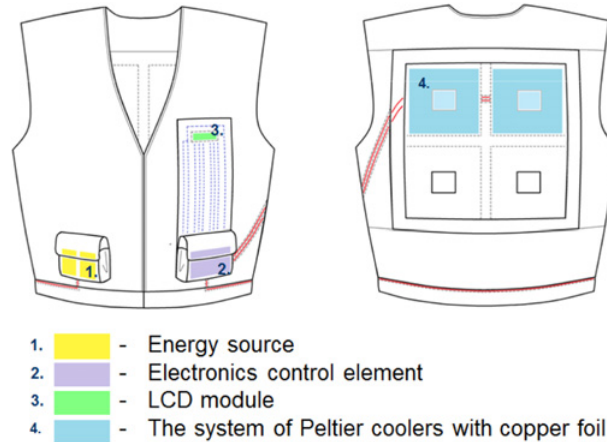 4.
3.
1.
2.
1. - Energy source
2. - Electronics control element
3. - LCD module
4. - The system of Peltier coolers with copper foil